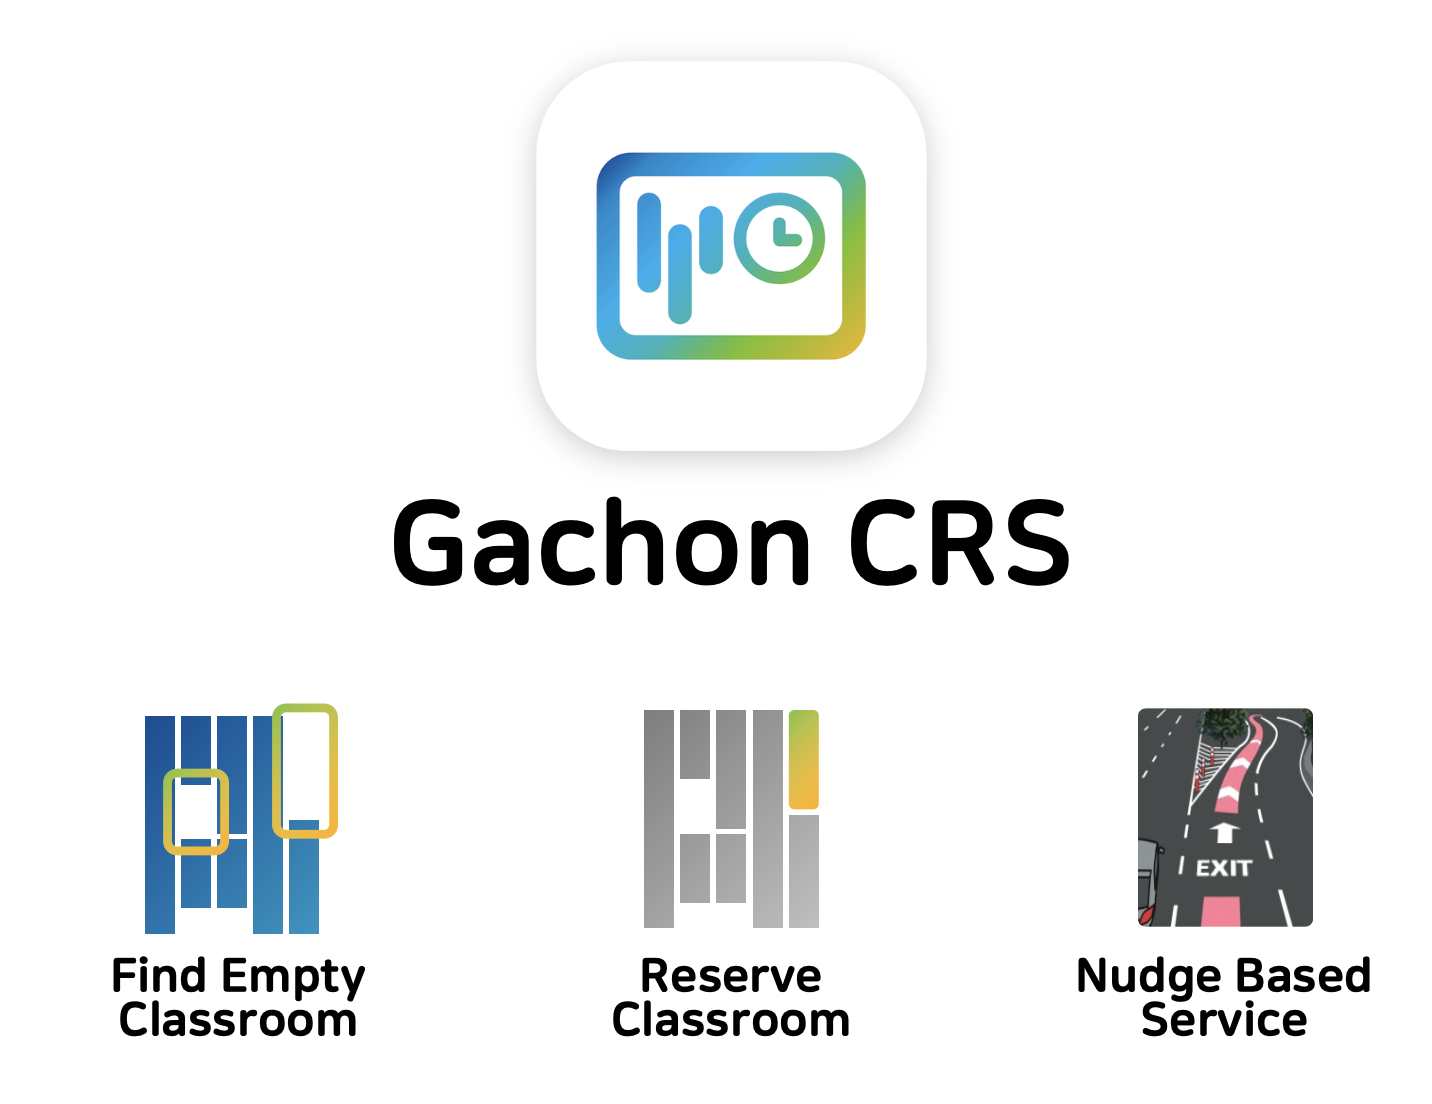 Gachon CRS
EXIT
Find Empty
Classroom
Reserve
Classroom
Nudge Based
Service